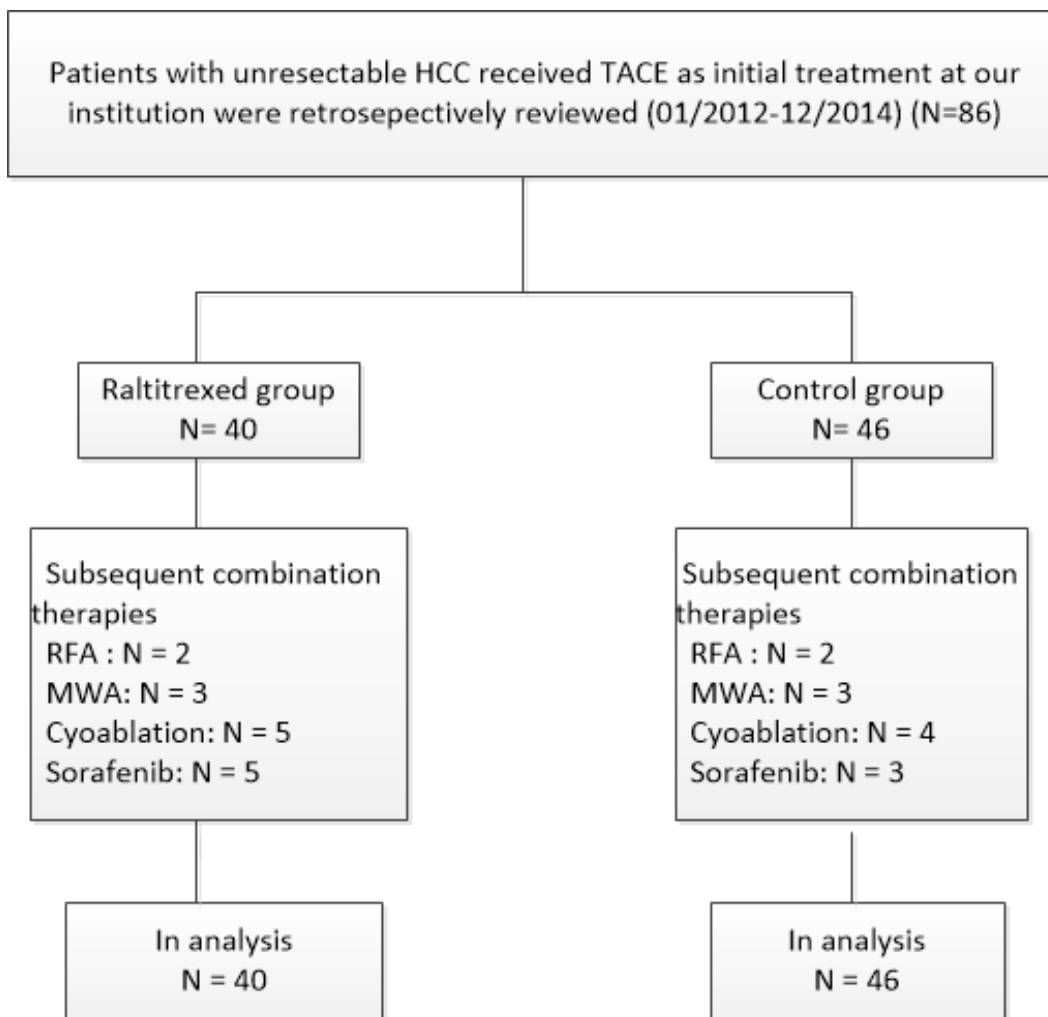 Patients with unresectable HCC received TACE as initial treatment at our
institution were retrosepectively reviewed (01/2012-12/2014) (N=86)
Raltitrexed group
N= 40
Control group
N= 46
Subsequent combination
therapies
RFA : N = 2
MWA: N = 3
Cyoablation: N = 5
Sorafenib: N = 5
Subsequent combination
therapies
RFA : N = 2
MWA: N = 3
Cyoablation: N = 4
Sorafenib: N = 3
In analysis
N = 40
In analysis
N = 46